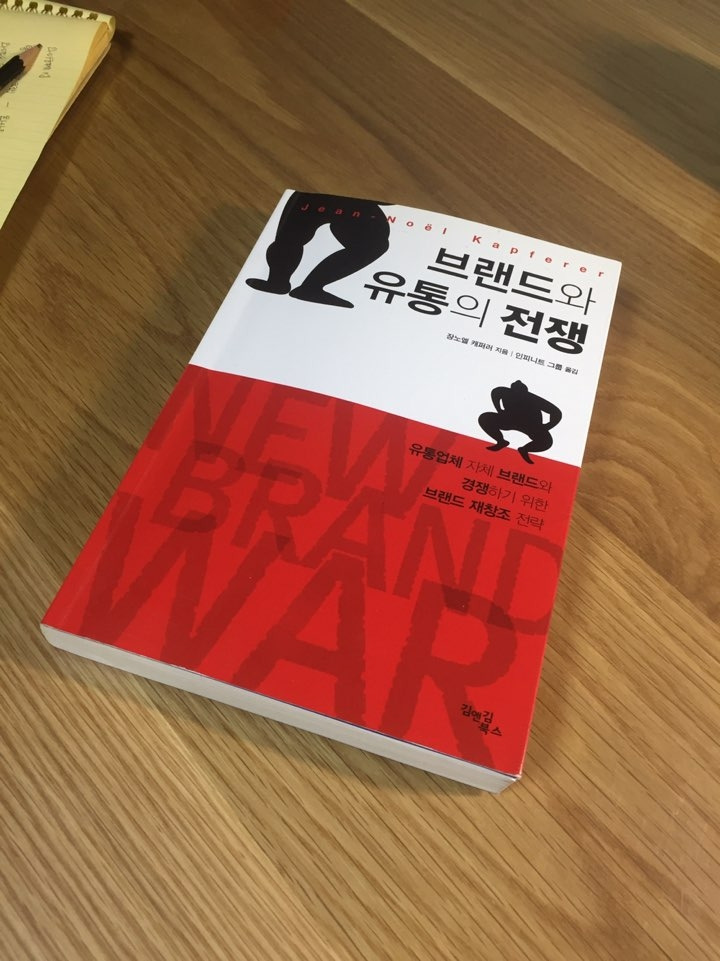 Jean-Noël Kapferer
브랜드와
유통의 전쟁
장노엘 캐퍼러 지음 | 인피니트 그룹 옮김
유통업체 자체 브랜드와
경쟁하기 위한
브랜드 재창조 전략
NEW
BRAND
WAR
김앤김
북스